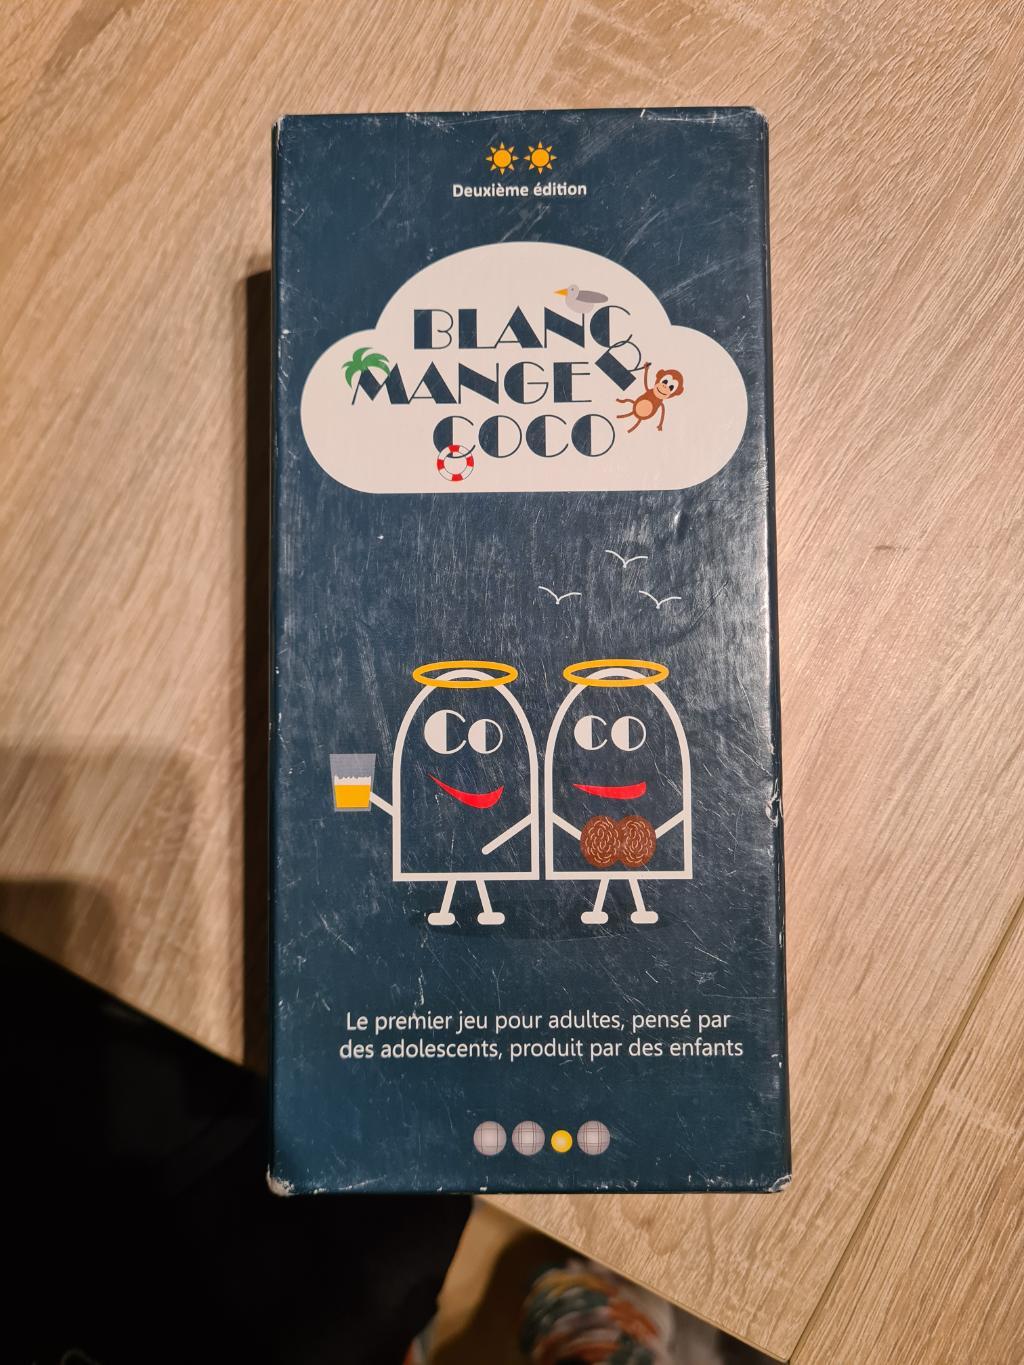 Deuxième édition
BLANC
MANGER
COCO
Co co
Le premier jeu pour adultes, pensé par
des adolescents, produit par des enfants